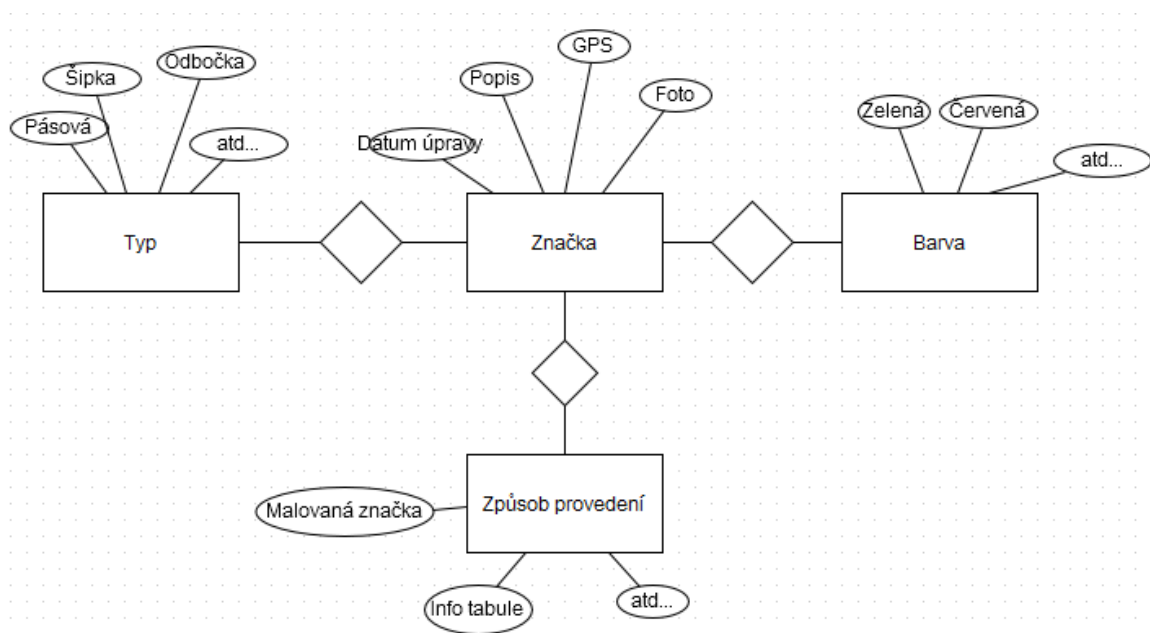 GPS
Odbočka
Šipka
Popis
Foto
Pásová
Zelená
Červená
atd...
Datum úpravy
atd...
Typ
Značka
Barva
Malovaná značka
Způsob provedení
Info tabule
atd...